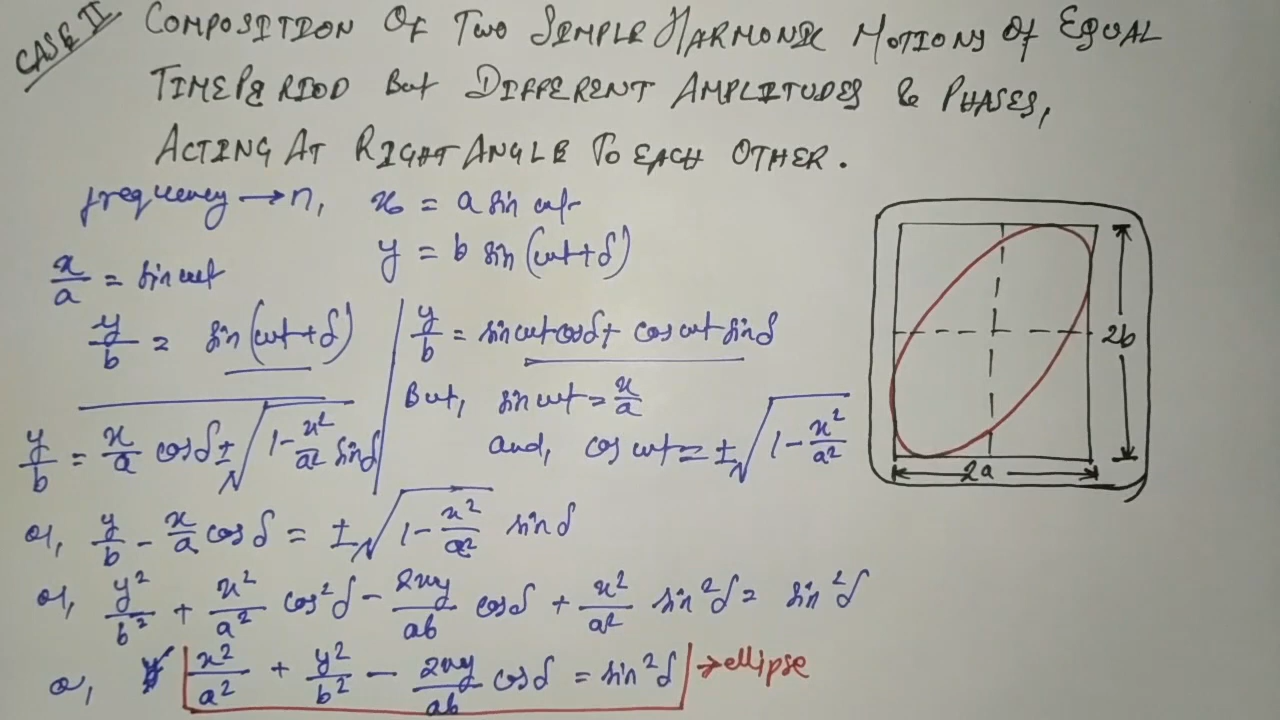 CASE II
COMPOSITION OF TWO SIMPLE HARMONIC MOTIONS OF EQUAL
TIME PERIOD BUT DIFFERENT AMPLITUDES & PHASES,
ACTING AT RIGHT ANGLE TO EACH OTHER.
frequency → n, x = a sin ωt
y = b sin (ωt+δ)
x/a = sin ωt
y/b = sin (ωt+δ)
y/b = sin ωt cos δ + cos ωt sin δ
But, sin ωt = x/a
and, cos ωt = ±√(1-x²/a²)
y/b = x/a cos δ ± √(1-x²/a²) sin δ
or, y/b - x/a cos δ = ±√(1-x²/a²) sin δ
or, y²/b² + x²/a² cos²δ - 2xy/ab cos δ + x²/a² sin²δ = sin²δ
or, x²/a² + y²/b² - 2xy/ab cos δ = sin²δ → ellipse
2b
2a